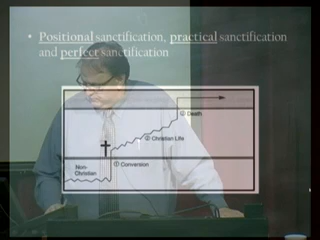 • Positional sanctification, practical sanctification
and perfect sanctification
③ Death
② Christian Life
① Conversion
Non-
Christian